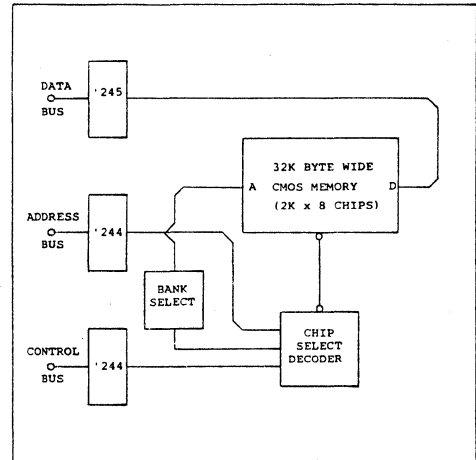 DATA
BUS
'245
32K BYTE WIDE
A CMOS MEMORY D
(2K x 8 CHIPS)
ADDRESS
BUS
'244
BANK
SELECT
CONTROL
BUS
'244
CHIP
SELECT
DECODER